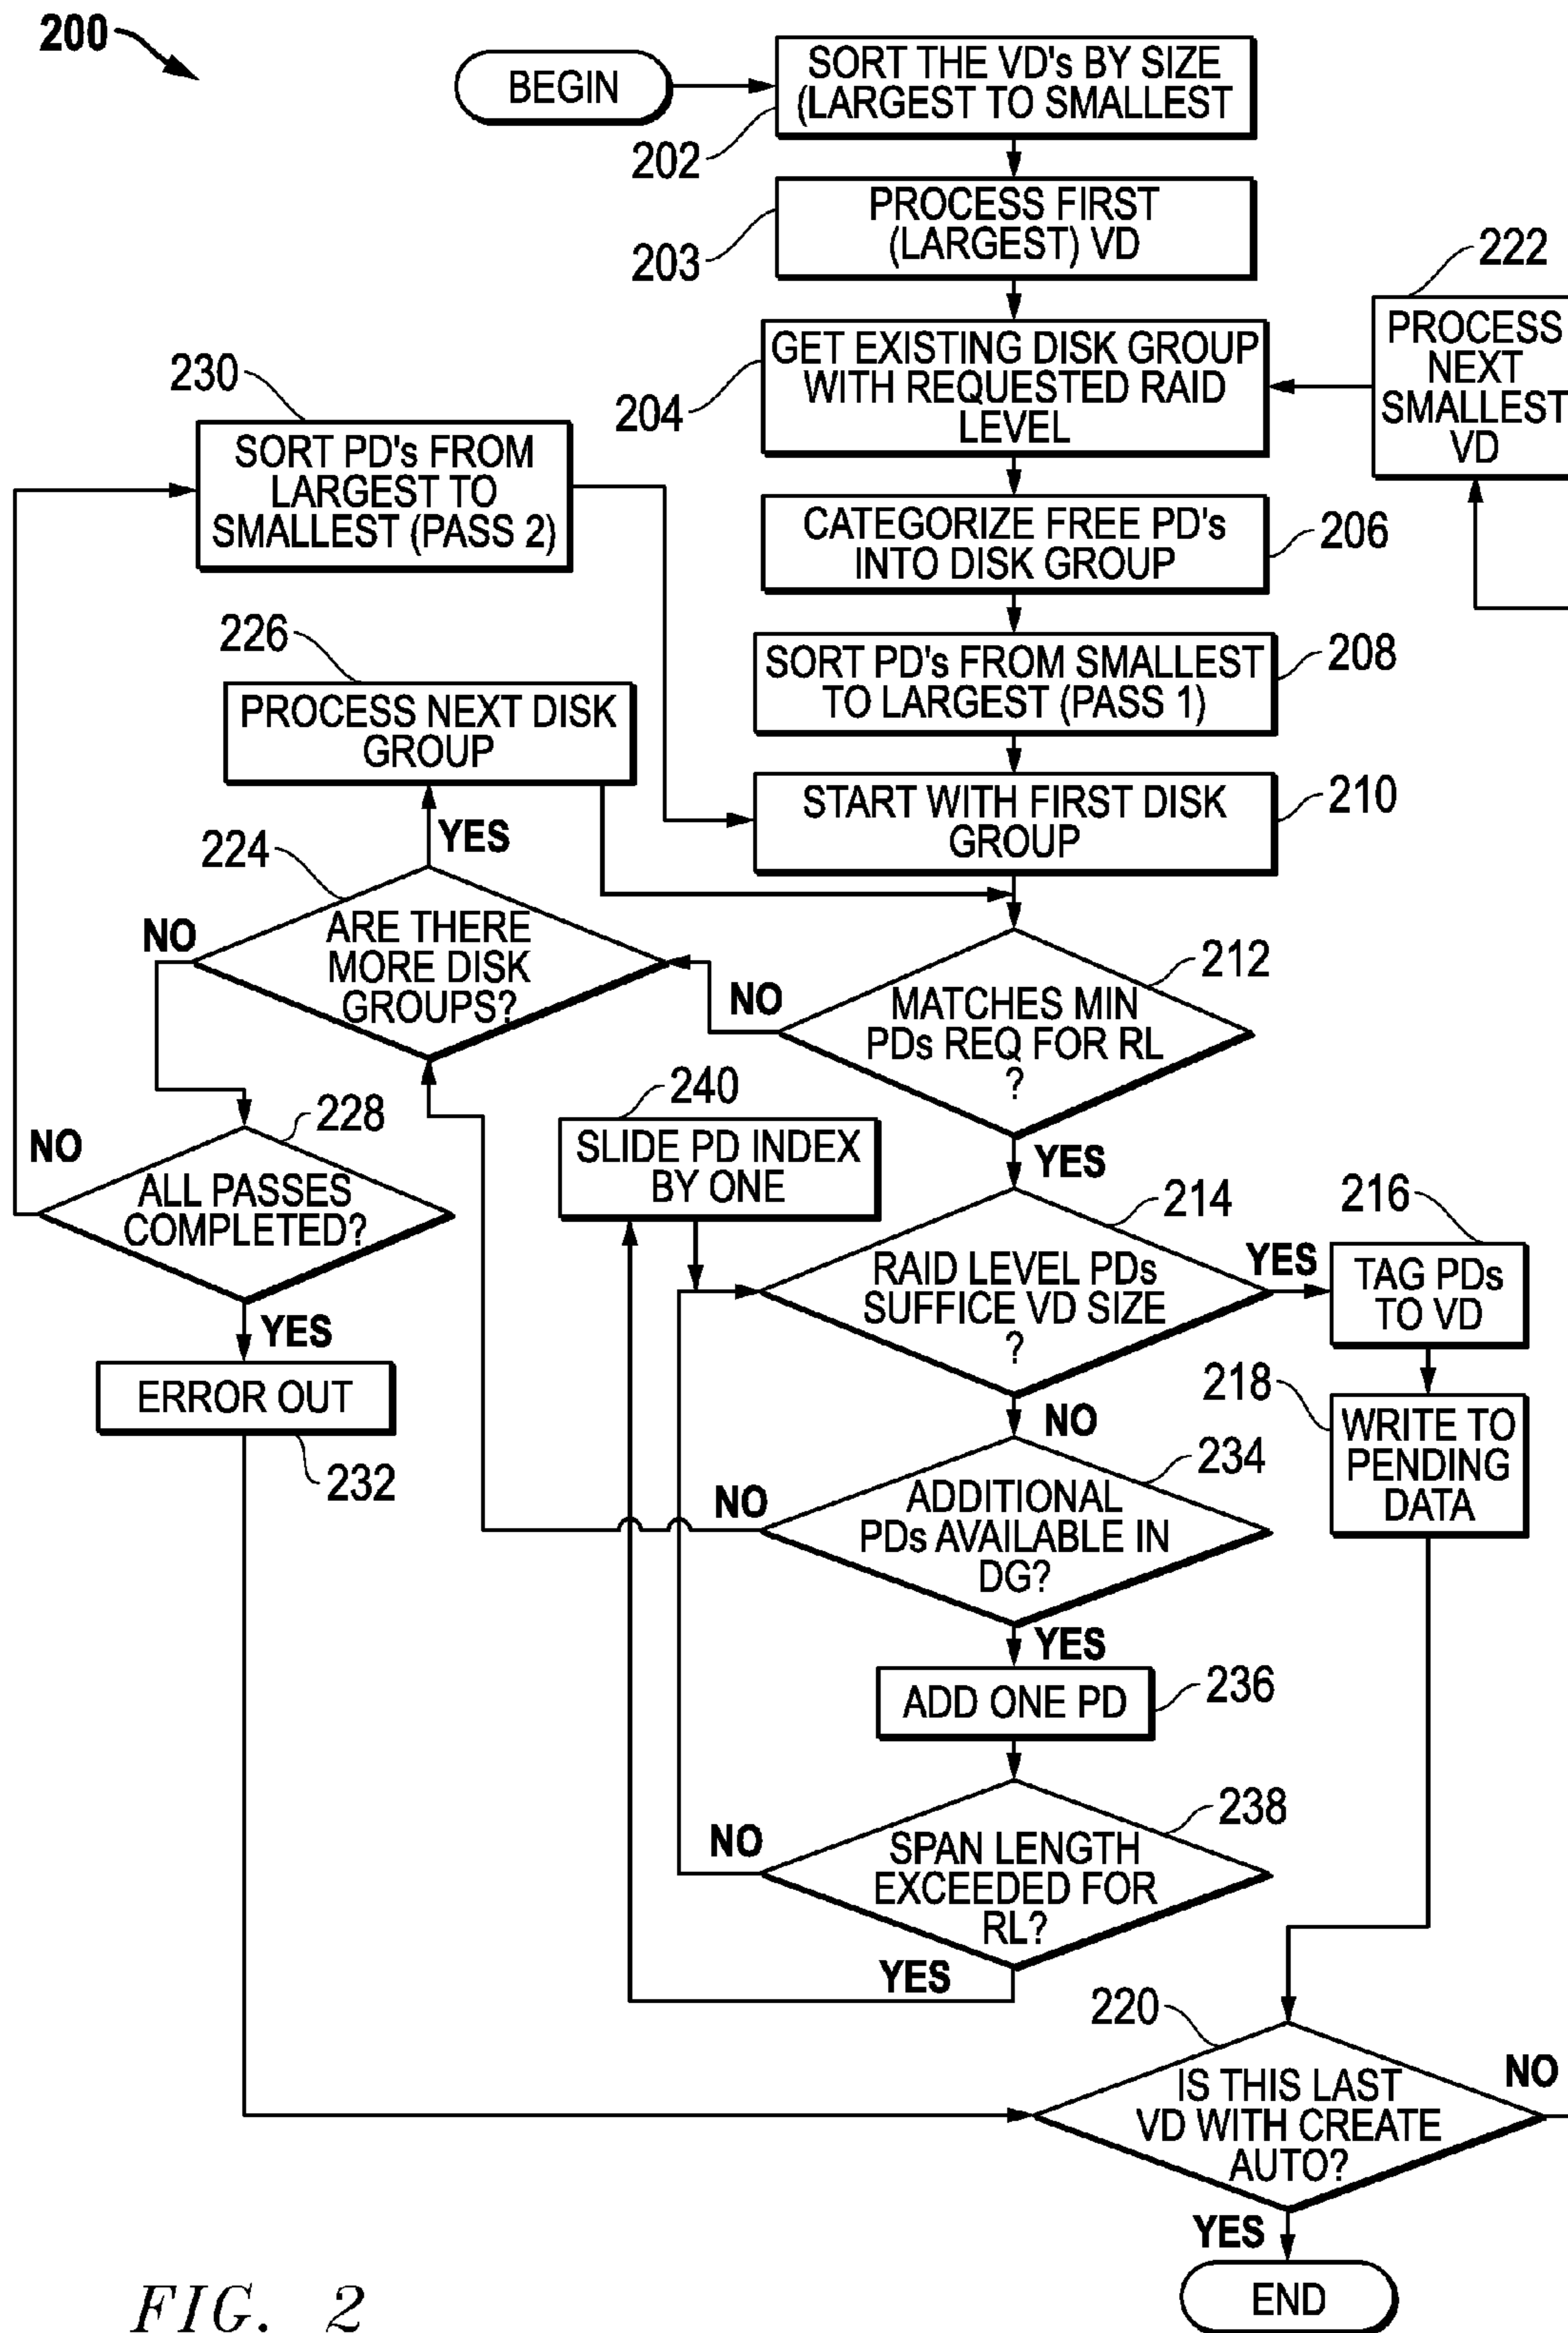 200
BEGIN
SORT THE VD's BY SIZE
(LARGEST TO SMALLEST
202
PROCESS FIRST
(LARGEST) VD
203
222
PROCESS
NEXT
SMALLEST
VD
GET EXISTING DISK GROUP
WITH REQUESTED RAID
LEVEL
204
230
SORT PD's FROM
LARGEST TO
SMALLEST (PASS 2)
CATEGORIZE FREE PD's
INTO DISK GROUP
206
226
PROCESS NEXT DISK
GROUP
SORT PD's FROM SMALLEST
TO LARGEST (PASS 1)
208
START WITH FIRST DISK
GROUP
210
YES
224
ARE THERE
MORE DISK
GROUPS?
NO
212
MATCHES MIN
PDs REQ FOR RL
?
NO
YES
240
SLIDE PD INDEX
BY ONE
228
NO
ALL PASSES
COMPLETED?
YES
214
RAID LEVEL PDs
SUFFICE VD SIZE
?
YES
216
TAG PDs
TO VD
NO
ERROR OUT
232
218
WRITE TO
PENDING
DATA
234
ADDITIONAL
PDs AVAILABLE IN
DG?
NO
YES
ADD ONE PD
236
238
SPAN LENGTH
EXCEEDED FOR
RL?
NO
YES
220
IS THIS LAST
VD WITH CREATE
AUTO?
NO
YES
END
FIG. 2